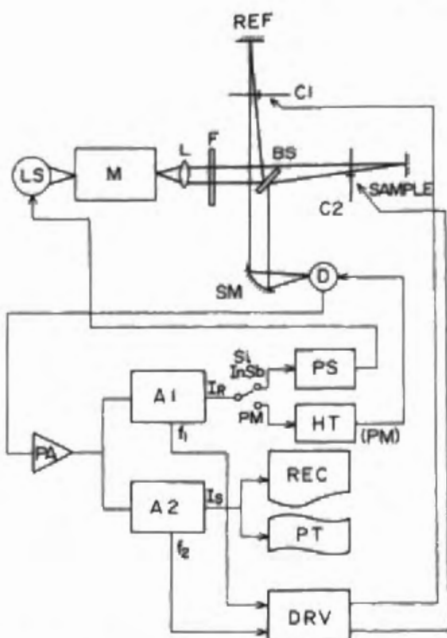 REF
C1
L
F
BS
LS
M
C2
SAMPLE
SM
D
Si
InSb
PS
A1
IR
PM
HT
(PM)
f1
PA
REC
A2
IS
PT
f2
DRV